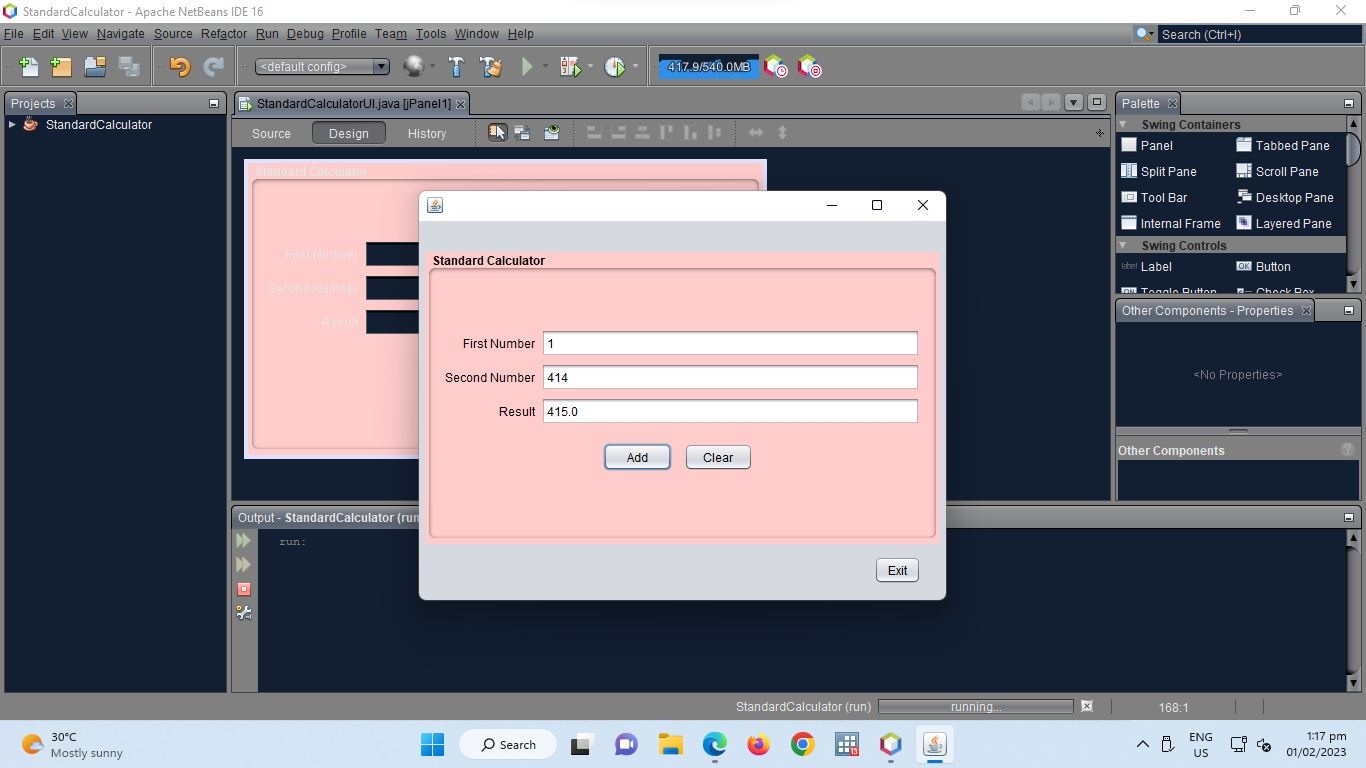 StandardCalculator - Apache NetBeans IDE 16
File Edit View Navigate Source Refactor Run Debug Profile Team Tools Window Help
Search (Ctrl+I)
<default config>
417.9/540.0MB
Projects
StandardCalculator
StandardCalculatorUI.java [jPanel1]
Source Design History
Standard Calculator
First Number
Second Number
Result
Standard Calculator
First Number 1
Second Number 414
Result 415.0
Add Clear
Exit
Palette
Swing Containers
Panel Tabbed Pane
Split Pane Scroll Pane
Tool Bar Desktop Pane
Internal Frame Layered Pane
Swing Controls
label Label OK Button
Toggle Button Check Box
Other Components - Properties
<No Properties>
Other Components
Output - StandardCalculator (run
run:
StandardCalculator (run) running... 168:1
30°C
Mostly sunny
Search
ENG
US
1:17 pm
01/02/2023